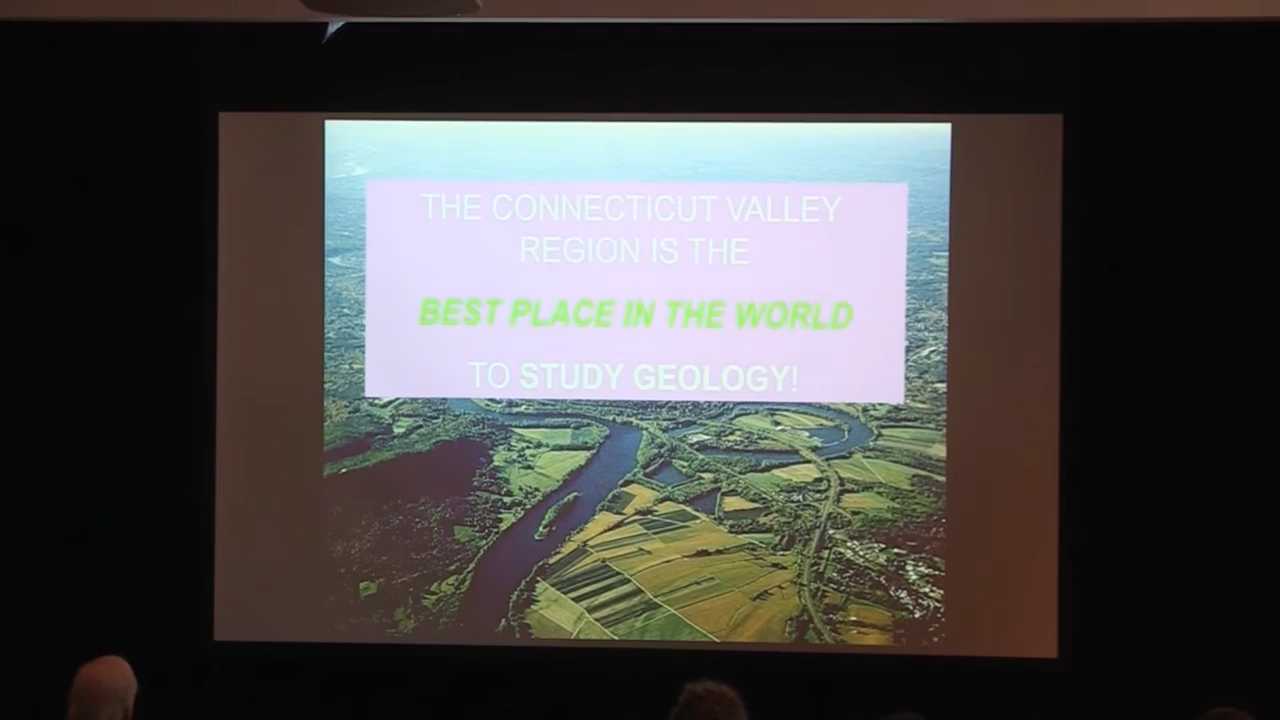 THE CONNECTICUT VALLEY
REGION IS THE
BEST PLACE IN THE WORLD
TO STUDY GEOLOGY!